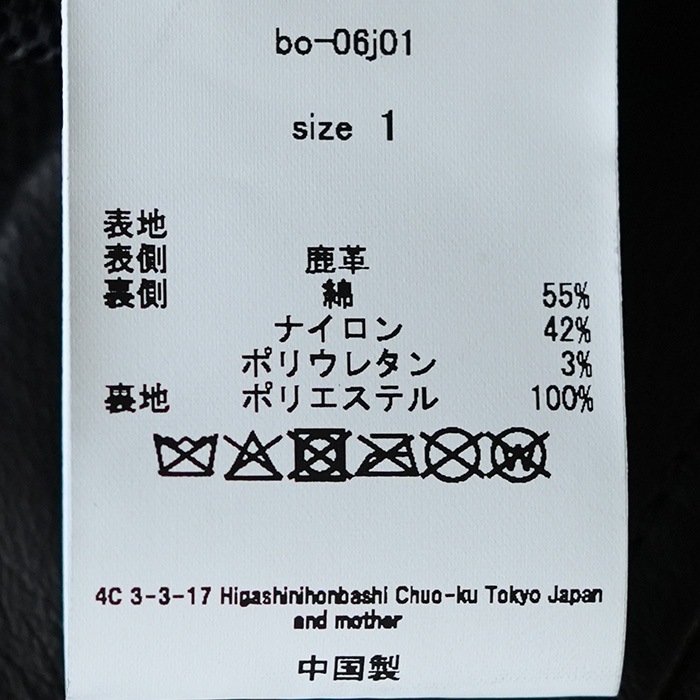 bo-06j01
size 1
表地
表側 鹿革
裏側 綿 55%
ナイロン 42%
ポリウレタン 3%
裏地 ポリエステル 100%
4C 3-3-17 Higashinihonbashi Chuo-ku Tokyo Japan
and mother
中国製